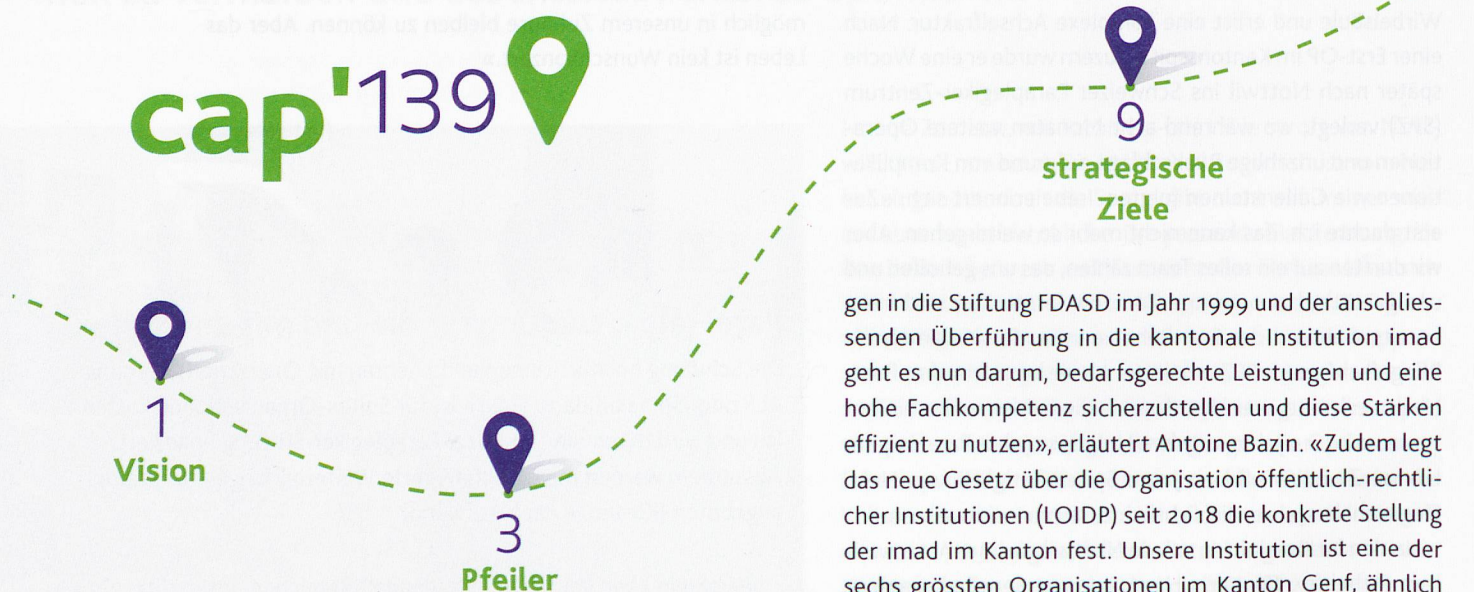 cap'139
1
Vision
3
Pfeiler
9
strategische
Ziele
gen in die Stiftung FDASD im Jahr 1999 und der anschlies-
senden Überführung in die kantonale Institution imad
geht es nun darum, bedarfsgerechte Leistungen und eine
hohe Fachkompetenz sicherzustellen und diese Stärken
effizient zu nutzen», erläutert Antoine Bazin. «Zudem legt
das neue Gesetz über die Organisation öffentlich-rechtli-
cher Institutionen (LOIDP) seit 2018 die konkrete Stellung
der imad im Kanton fest. Unsere Institution ist eine der
sechs grössten Organisationen im Kanton Genf, ähnlich